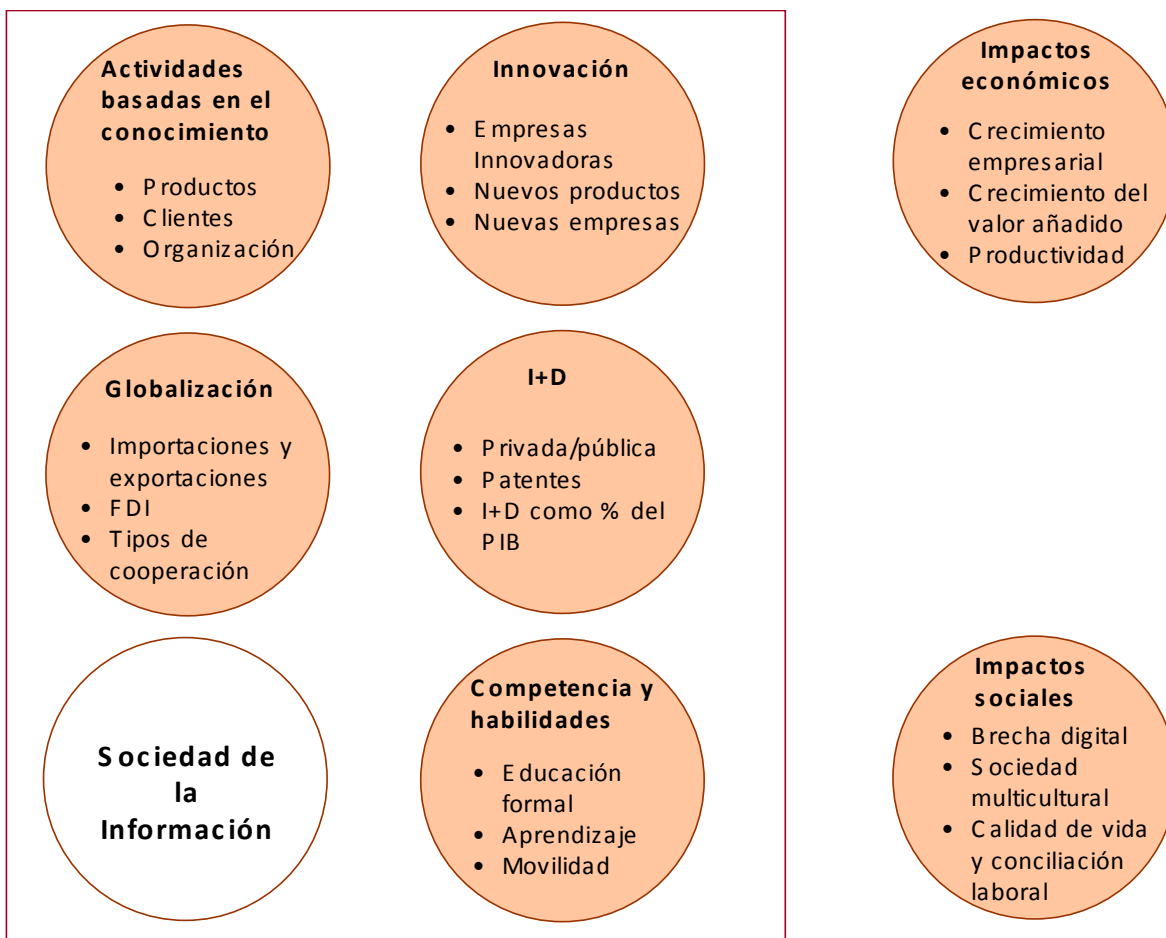 Actividades
basadas en el
conocimiento
• Productos
• Clientes
• Organización
Innovación
• Empresas
Innovadoras
• Nuevos productos
• Nuevas empresas
Impactos
económicos
• Crecimiento
empresarial
• Crecimiento del
valor añadido
• Productividad
Globalización
• Importaciones y
exportaciones
• FDI
• Tipos de
cooperación
I+D
• Privada/pública
• Patentes
• I+D como % del
PIB
Sociedad de
la
Información
Competencia y
habilidades
• Educación
formal
• Aprendizaje
• Movilidad
Impactos
sociales
• Brecha digital
• Sociedad
multicultural
• Calidad de vida
y conciliación
laboral